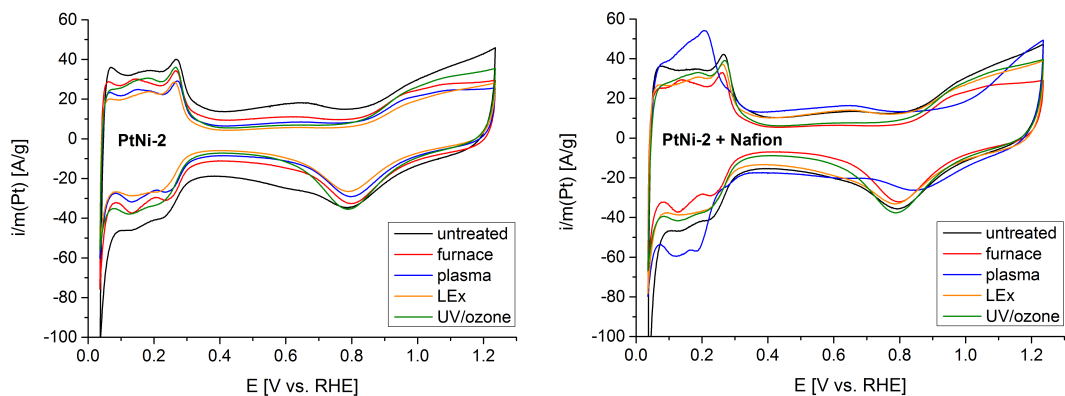 60
40
20
0
-20
-40
-60
-80
-100
i/m(Pt) [A/g]
PtNi-2
untreated
furnace
plasma
LEx
UV/ozone
0.0 0.2 0.4 0.6 0.8 1.0 1.2
E [V vs. RHE]
60
40
20
0
-20
-40
-60
-80
-100
i/m(Pt) [A/g]
PtNi-2 + Nafion
untreated
furnace
plasma
LEx
UV/ozone
0.0 0.2 0.4 0.6 0.8 1.0 1.2
E [V vs. RHE]